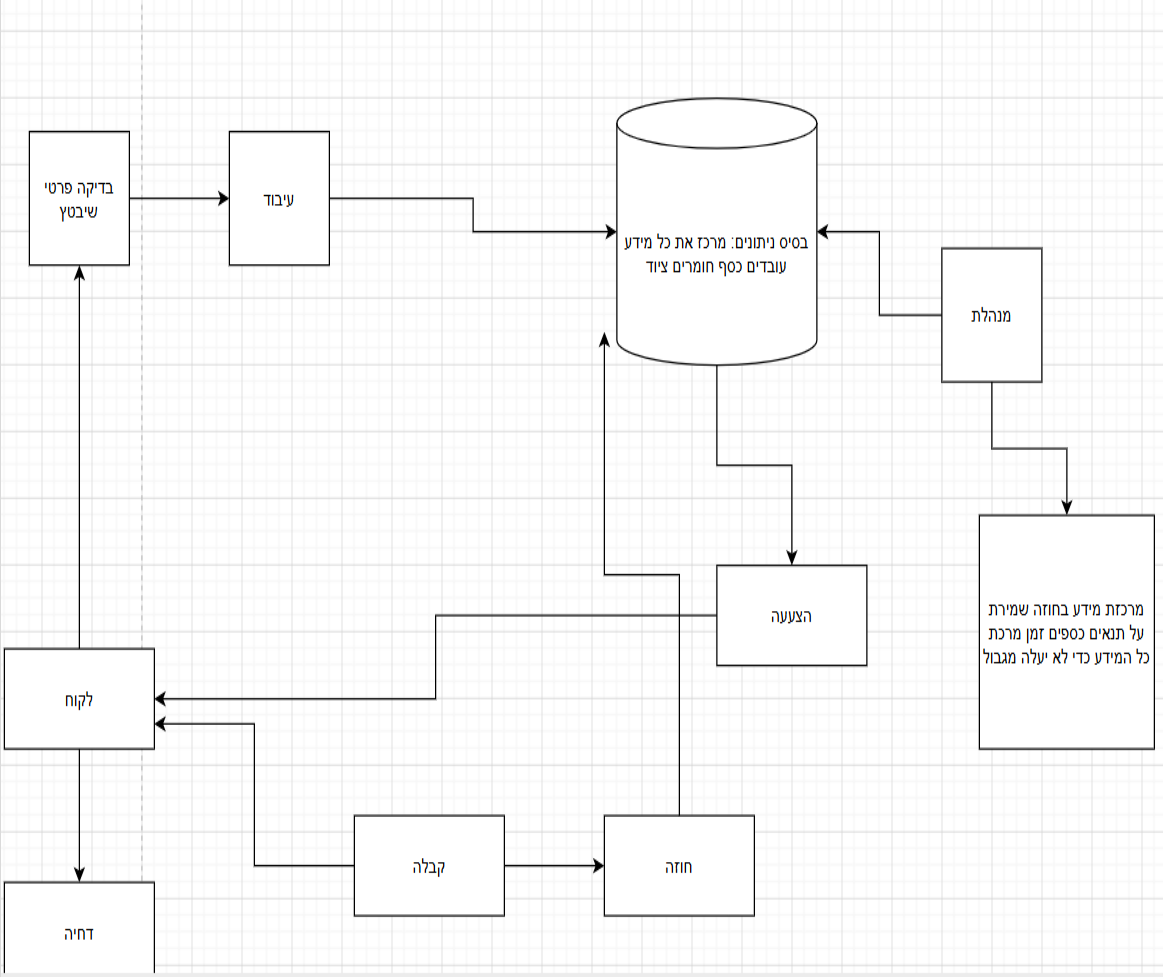 בדיקה פרטי
שיבטץ
עיבוד
בסיס ניתונים: מרכז את כל מידע
עובדים כסף חומרים ציוד
מנהלת
הצעעה
מרכזת מידע בחוזה שמירת
על תנאים כספים זמן מרכת
כל המידע כדי לא יעלה מגבול
לקוח
קבלה
חוזה
דחיה